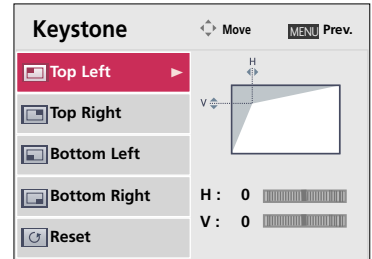 Keystone
Move
MENU Prev.
Top Left
Top Right
Bottom Left
Bottom Right
Reset
H
V
H : 0
V : 0